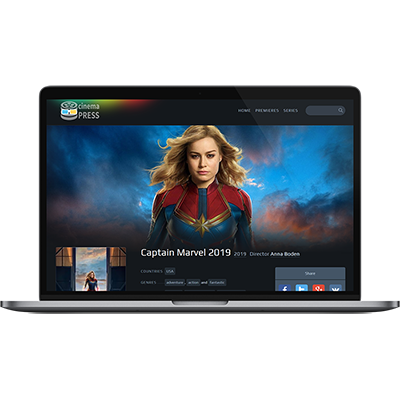 cinema
PRESS
HOME PREMIERES SERIES
Captain Marvel 2019 2019 Director Anna Boden
COUNTRIES USA
GENRES adventure , action and fantastic
Share